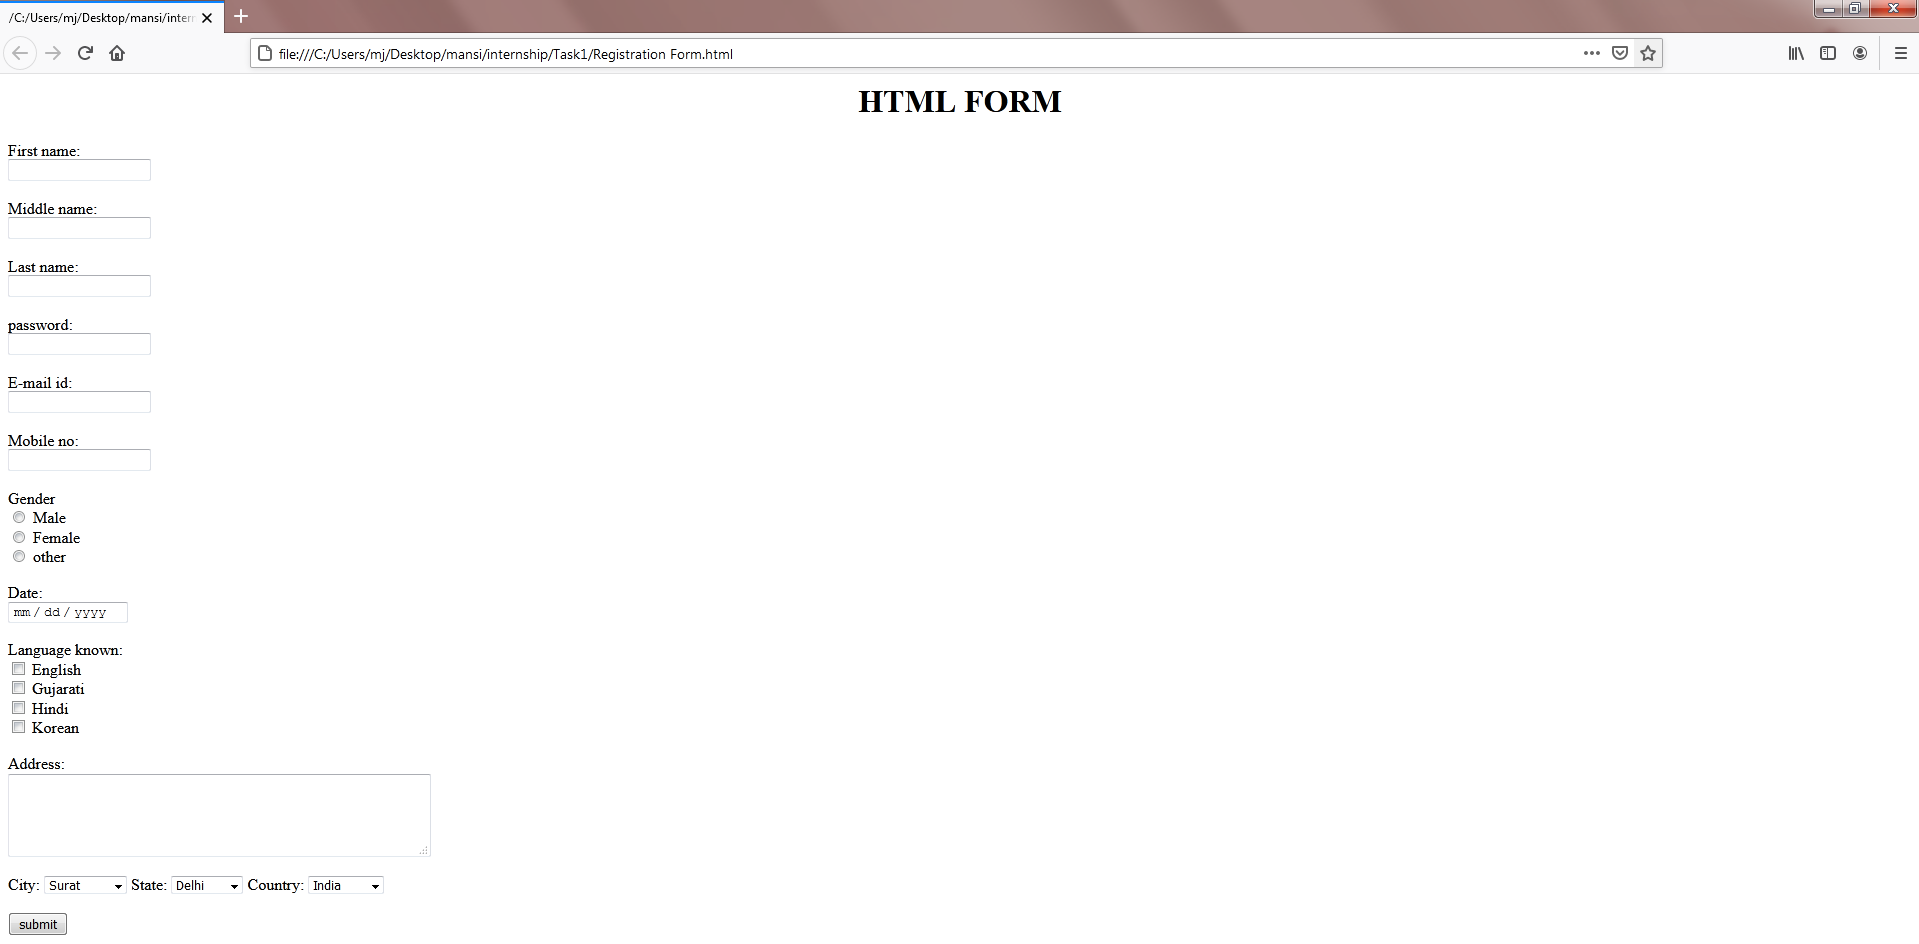 /C:/Users/mj/Desktop/mansi/inter
file:///C:/Users/mj/Desktop/mansi/internship/Task1/Registration Form.html
HTML FORM
First name:
Middle name:
Last name:
password:
E-mail id:
Mobile no:
Gender
Male
Female
other
Date:
mm / dd / yyyy
Language known:
English
Gujarati
Hindi
Korean
Address:
City: Surat State: Delhi Country: India
submit